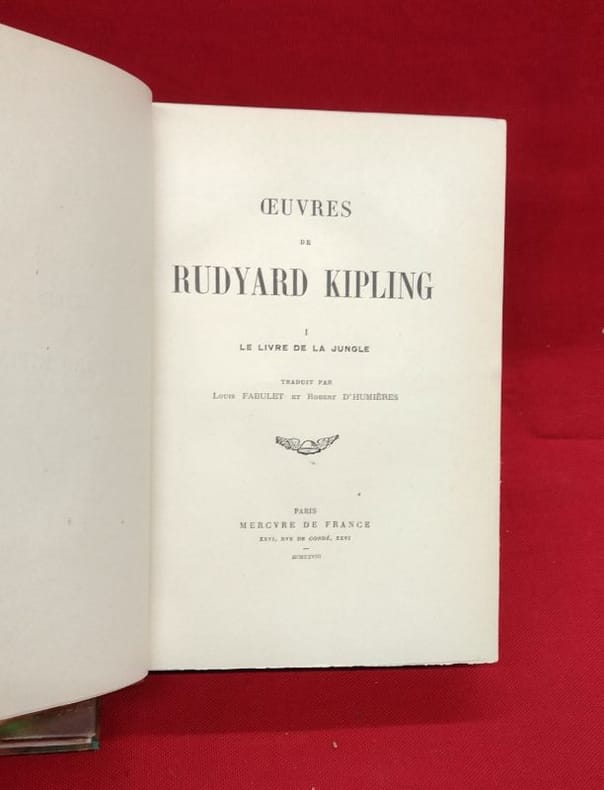 ŒUVRES
DE
RUDYARD KIPLING
I
LE LIVRE DE LA JUNGLE
TRADUIT PAR
Louis FABULET ET Robert D'HUMIÈRES
PARIS
MERCVRE DE FRANCE
XXVI, RVE DE CONDÉ, XXVI
MCMXXVIII